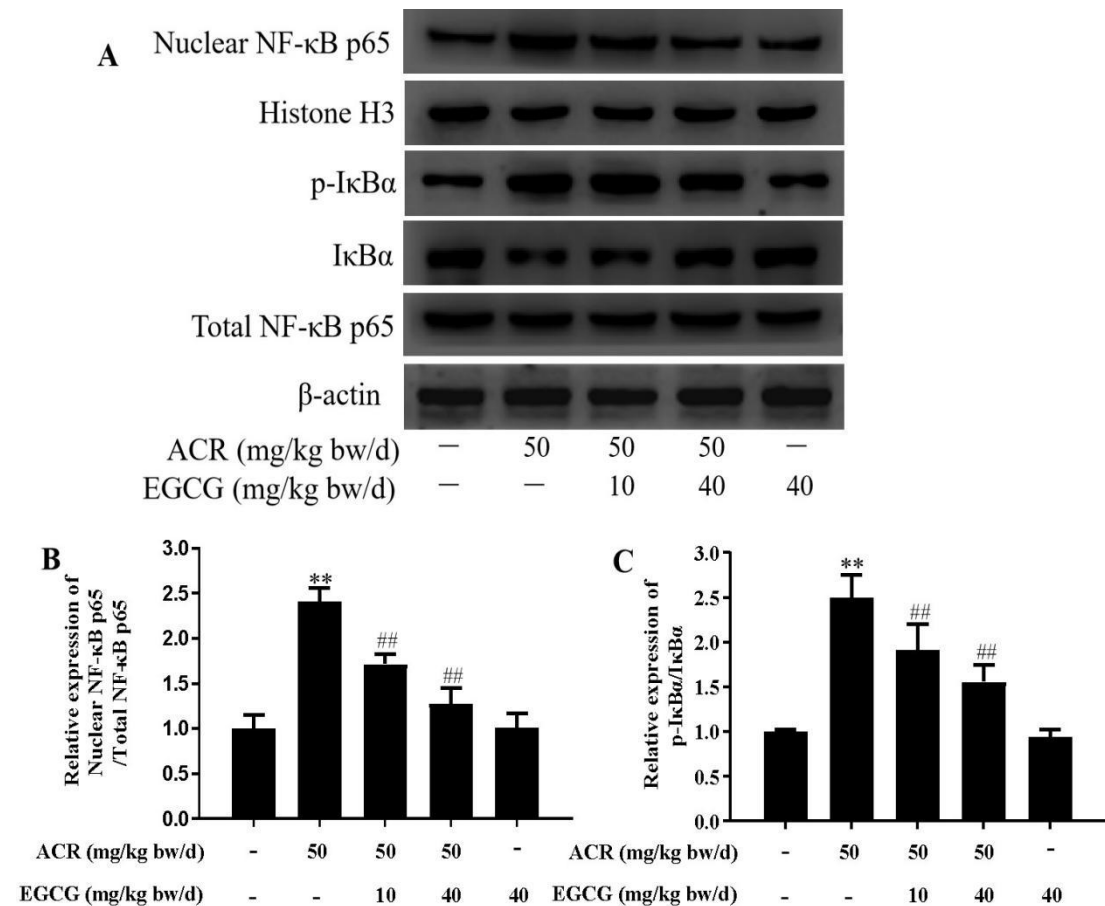 A
Nuclear NF-κB p65
Histone H3
p-IκBα
IκBα
Total NF-κB p65
β-actin
ACR (mg/kg bw/d) — 50 50 50 —
EGCG (mg/kg bw/d) — — 10 40 40
B
Relative expression of
Nuclear NF-κB p65
/Total NF-κB p65
3.0
2.5
2.0
1.5
1.0
0.5
0.0
**
##
##
ACR (mg/kg bw/d) - 50 50 50 -
EGCG (mg/kg bw/d) - - 10 40 40
C
Relative expression of
p-IκBα/IκBα
3.0
2.5
2.0
1.5
1.0
0.5
0.0
**
##
##
ACR (mg/kg bw/d) - 50 50 50 -
EGCG (mg/kg bw/d) - - 10 40 40